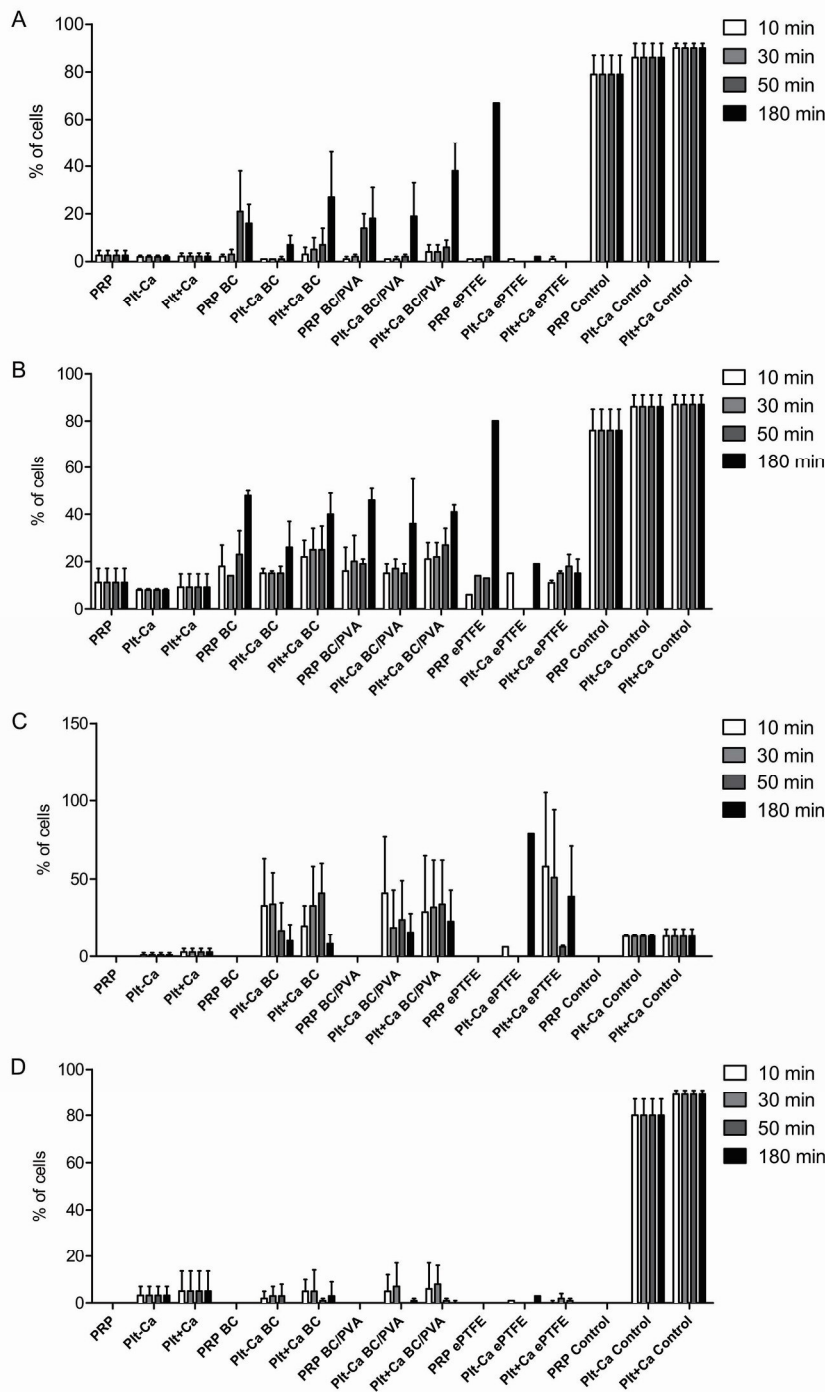 A
% of cells
100
80
60
40
20
0
PRP
Plt-Ca
Plt+Ca
PRP BC
Plt-Ca BC
Plt+Ca BC
PRP BC/PVA
Plt-Ca BC/PVA
Plt+Ca BC/PVA
PRP ePTFE
Plt-Ca ePTFE
Plt+Ca ePTFE
PRP Control
Plt-Ca Control
Plt+Ca Control
10 min
30 min
50 min
180 min
B
% of cells
100
80
60
40
20
0
PRP
Plt-Ca
Plt+Ca
PRP BC
Plt-Ca BC
Plt+Ca BC
PRP BC/PVA
Plt-Ca BC/PVA
Plt+Ca BC/PVA
PRP ePTFE
Plt-Ca ePTFE
Plt+Ca ePTFE
PRP Control
Plt-Ca Control
Plt+Ca Control
10 min
30 min
50 min
180 min
C
% of cells
150
100
50
0
PRP
Plt-Ca
Plt+Ca
PRP BC
Plt-Ca BC
Plt+Ca BC
PRP BC/PVA
Plt-Ca BC/PVA
Plt+Ca BC/PVA
PRP ePTFE
Plt-Ca ePTFE
Plt+Ca ePTFE
PRP Control
Plt-Ca Control
Plt+Ca Control
10 min
30 min
50 min
180 min
D
% of cells
100
80
60
40
20
0
PRP
Plt-Ca
Plt+Ca
PRP BC
Plt-Ca BC
Plt+Ca BC
PRP BC/PVA
Plt-Ca BC/PVA
Plt+Ca BC/PVA
PRP ePTFE
Plt-Ca ePTFE
Plt+Ca ePTFE
PRP Control
Plt-Ca Control
Plt+Ca Control
10 min
30 min
50 min
180 min